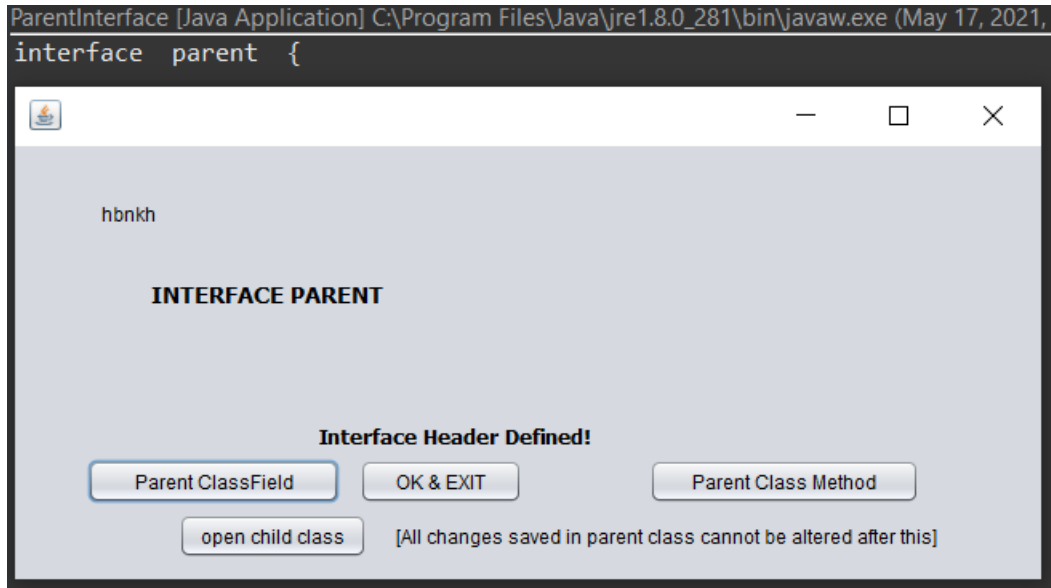 ParentInterface [Java Application] C:\Program Files\Java\jre1.8.0_281\bin\javaw.exe (May 17, 2021,
interface  parent  {
hbnkh
INTERFACE PARENT
Interface Header Defined!
Parent ClassField OK & EXIT Parent Class Method
open child class [All changes saved in parent class cannot be altered after this]